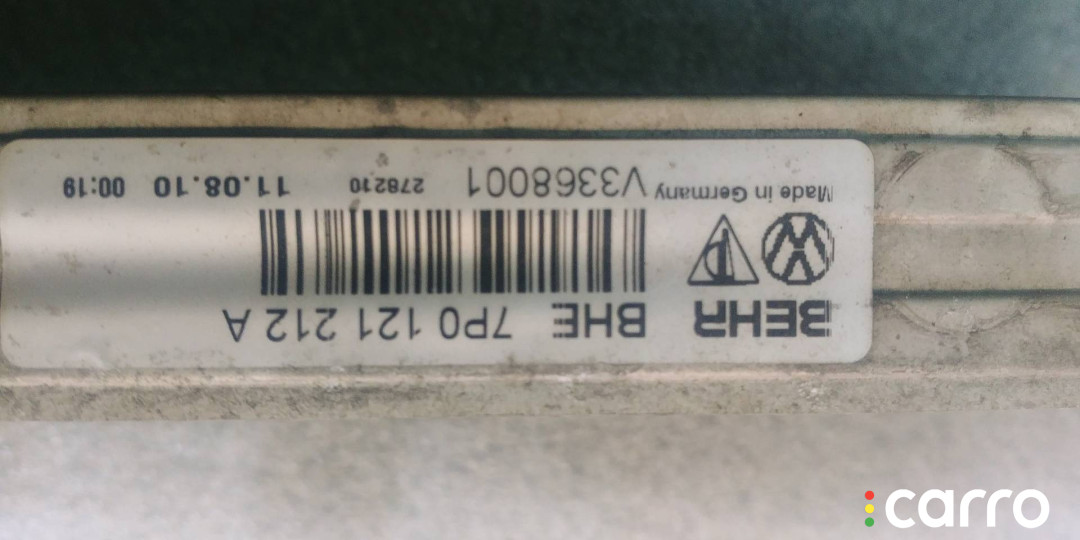 BEHR BHE 7P0 121 212 A
Made in Germany V3368001 278210 11.08.10 00:19
carro